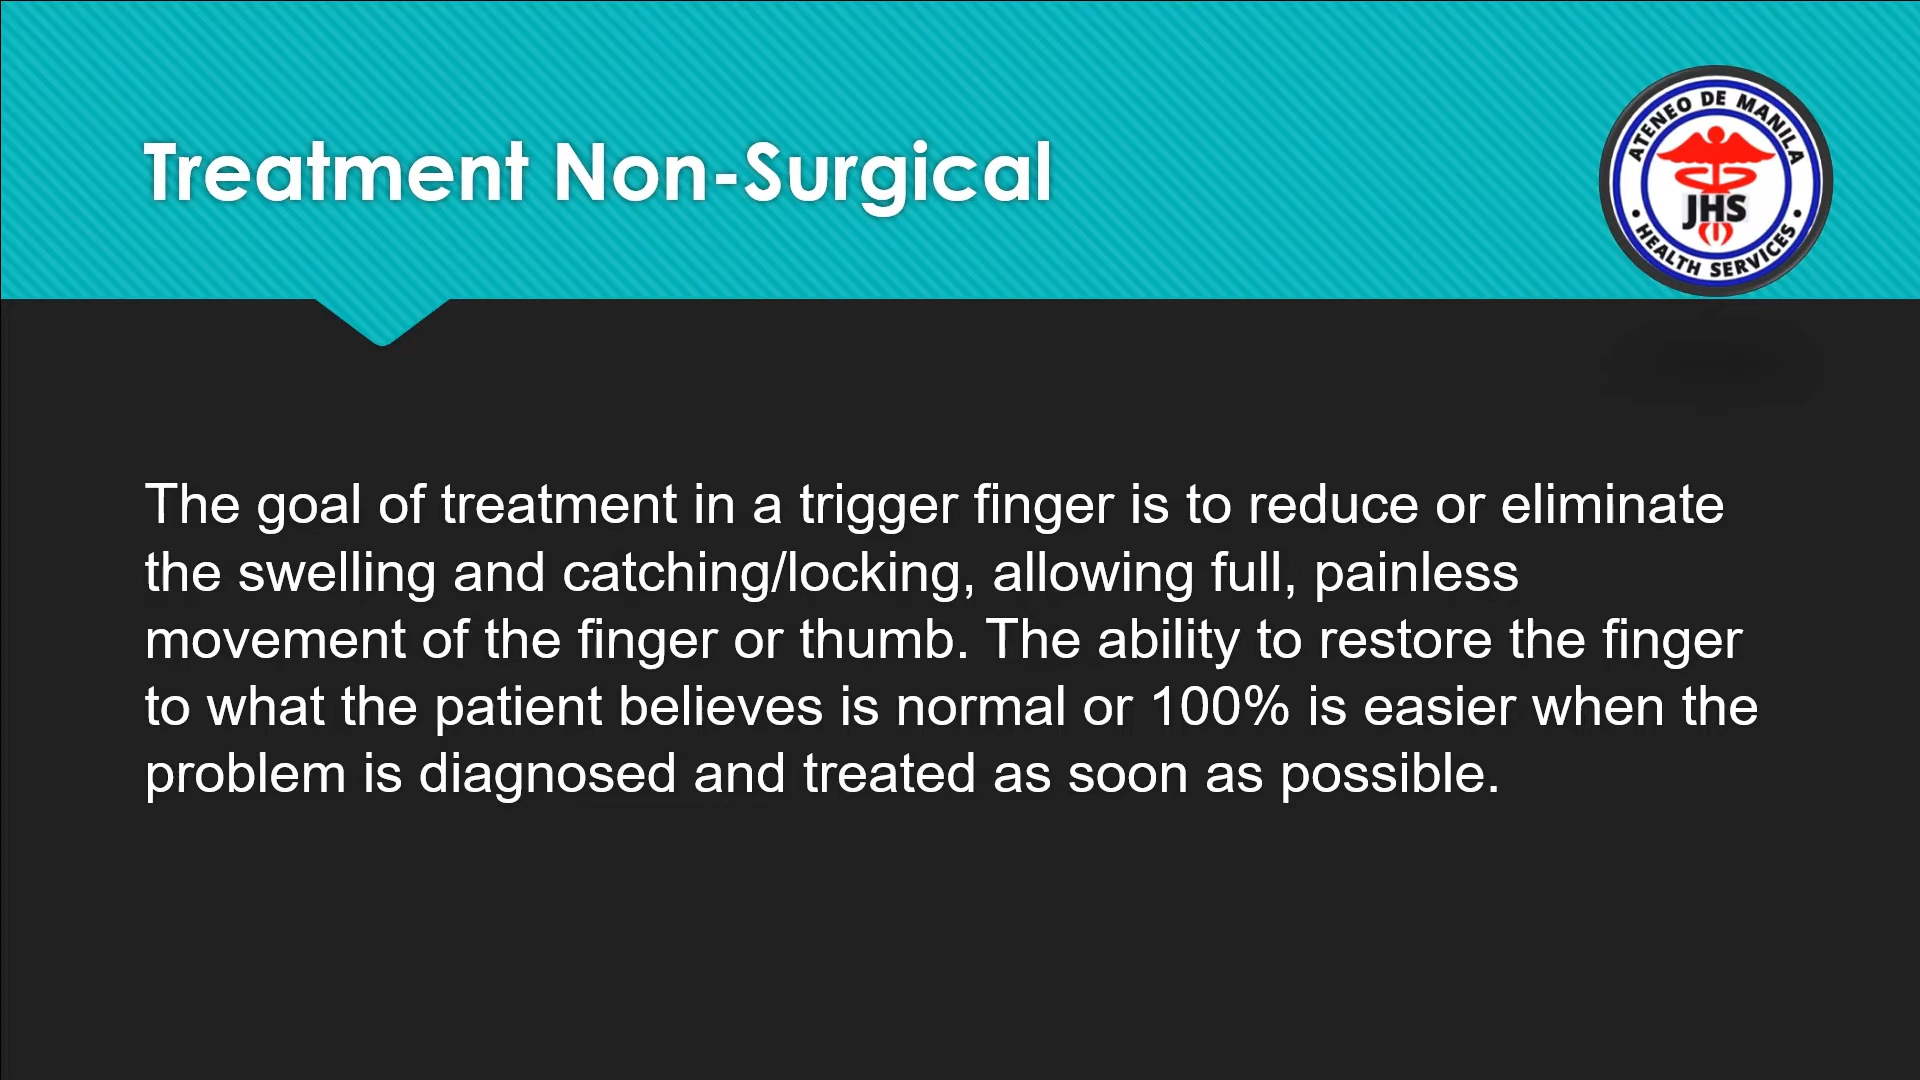 Treatment Non-Surgical
ATENEO DE MANILA
JHS
• HEALTH SERVICES •
The goal of treatment in a trigger finger is to reduce or eliminate
the swelling and catching/locking, allowing full, painless
movement of the finger or thumb. The ability to restore the finger
to what the patient believes is normal or 100% is easier when the
problem is diagnosed and treated as soon as possible.